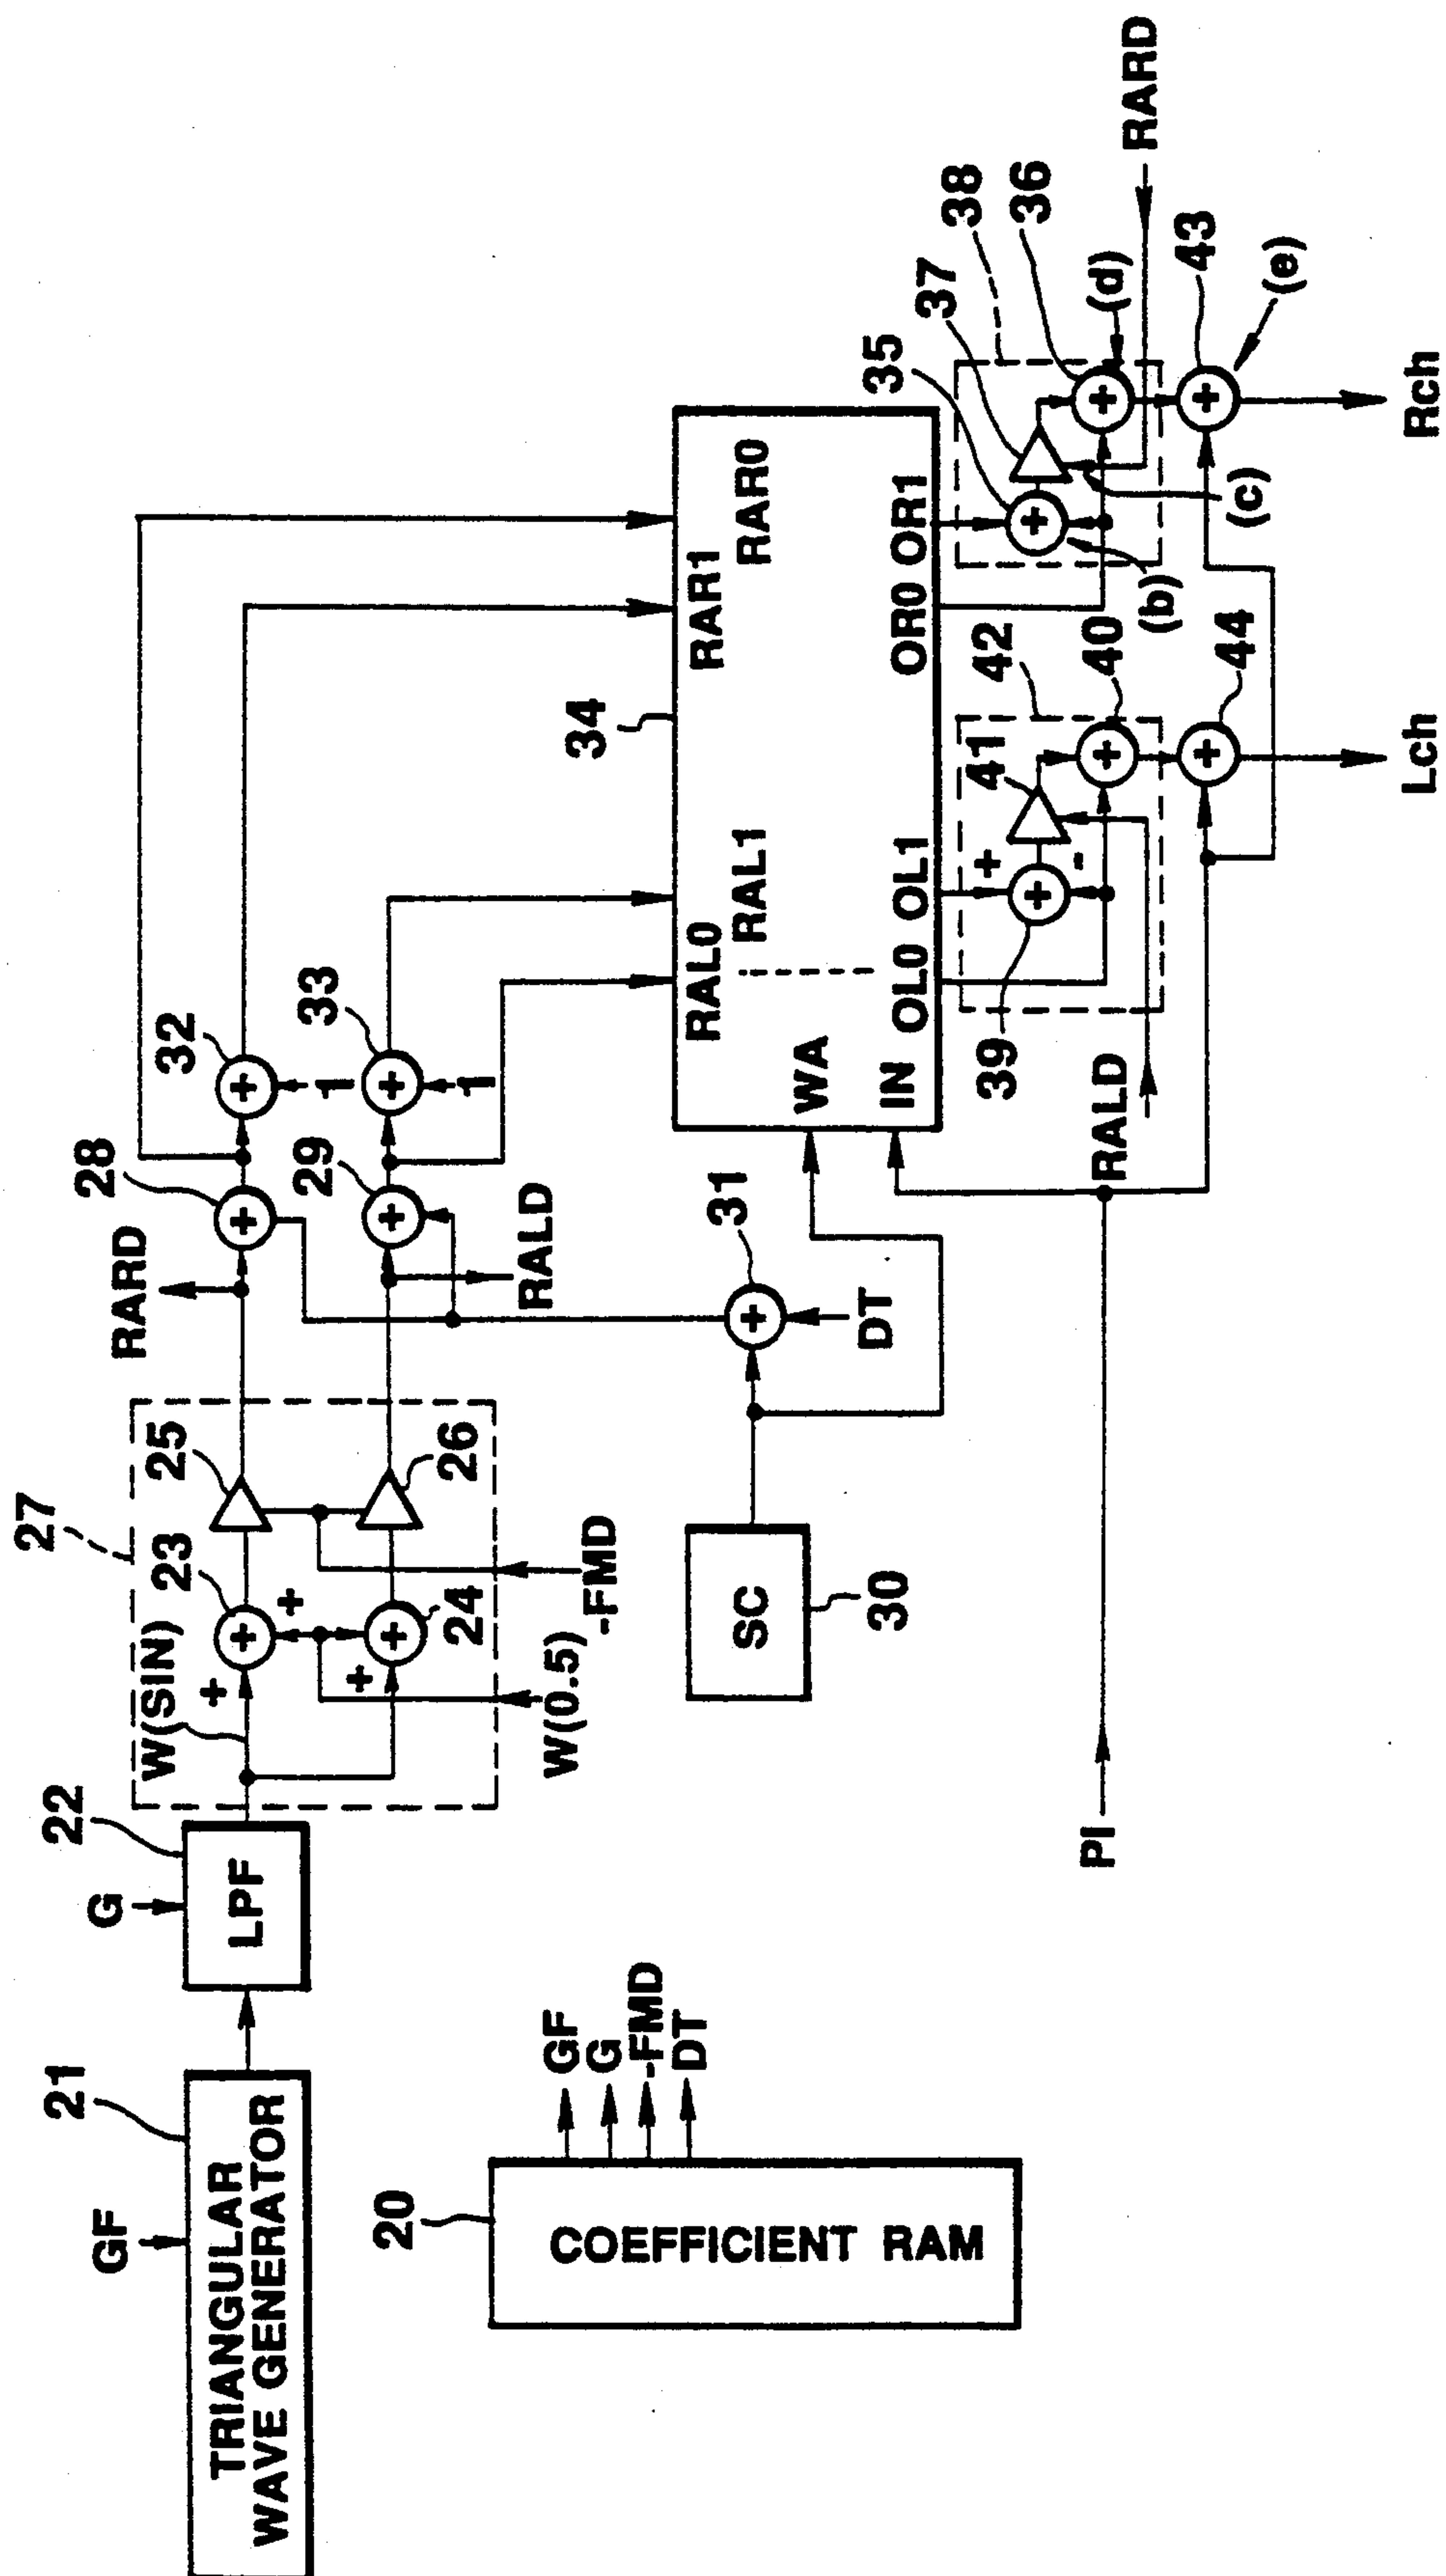 GF
21
TRIANGULAR
WAVE GENERATOR
G
22
LPF
27
W(SIN)
23
25
+
+
+
+
+
24
26
W(0.5)
-FMD
RARD
28
32
+
+
1
29
33
+
+
1
RALD
20
COEFFICIENT RAM
GF
G
-FMD
DT
SC
30
31
+
DT
34
RAL0
RAL1
RAR1
RAR0
WA
IN
OL0
OL1
OR0
OR1
PI
RALD
39
+
+
-
41
42
40
+
44
+
Lch
35
37
38
36
+
+
(b)
(c)
(d)
RARD
43
+
(e)
Rch